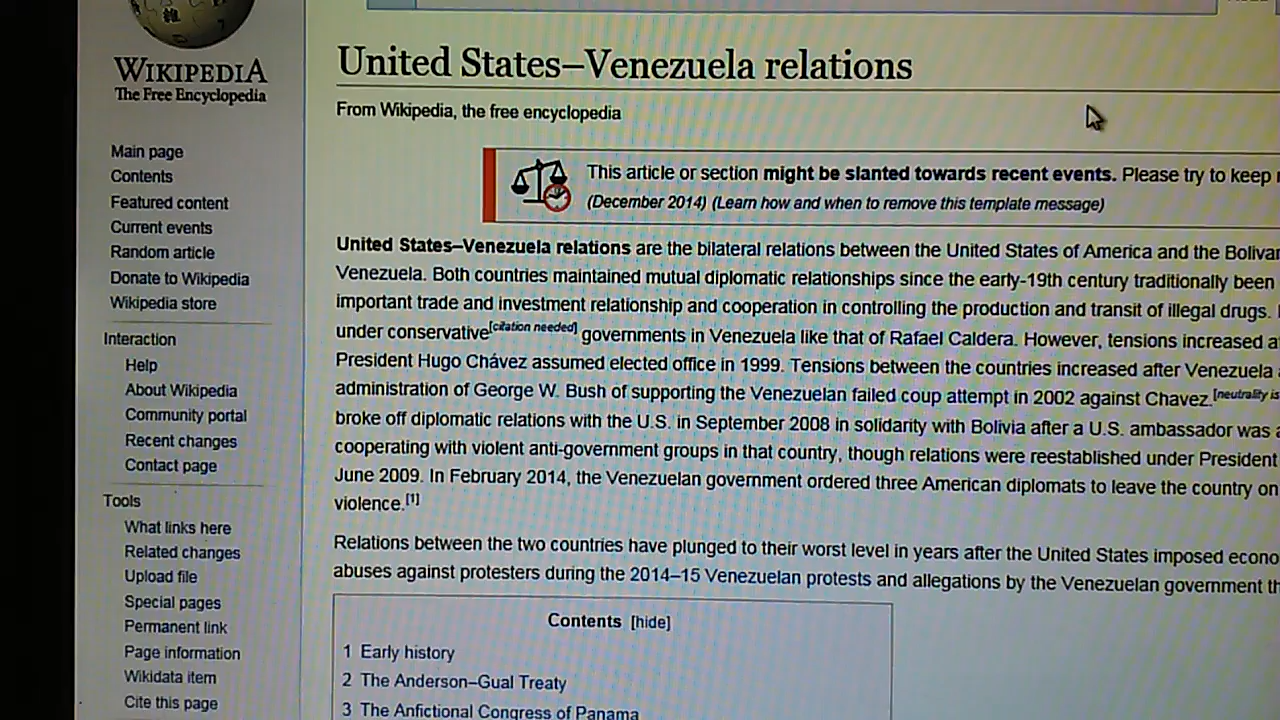 WIKIPEDIA
The Free Encyclopedia
Main page
Contents
Featured content
Current events
Random article
Donate to Wikipedia
Wikipedia store
Interaction
Help
About Wikipedia
Community portal
Recent changes
Contact page
Tools
What links here
Related changes
Upload file
Special pages
Permanent link
Page information
Wikidata item
Cite this page
United States–Venezuela relations
From Wikipedia, the free encyclopedia
This article or section might be slanted towards recent events. Please try to keep
(December 2014) (Learn how and when to remove this template message)
United States–Venezuela relations are the bilateral relations between the United States of America and the Bolivar
Venezuela. Both countries maintained mutual diplomatic relationships since the early-19th century traditionally been
important trade and investment relationship and cooperation in controlling the production and transit of illegal drugs.
under conservative[citation needed] governments in Venezuela like that of Rafael Caldera. However, tensions increased
President Hugo Chávez assumed elected office in 1999. Tensions between the countries increased after Venezuela
administration of George W. Bush of supporting the Venezuelan failed coup attempt in 2002 against Chavez.[neutrality is
broke off diplomatic relations with the U.S. in September 2008 in solidarity with Bolivia after a U.S. ambassador was
cooperating with violent anti-government groups in that country, though relations were reestablished under President
June 2009. In February 2014, the Venezuelan government ordered three American diplomats to leave the country on
violence.[1]
Relations between the two countries have plunged to their worst level in years after the United States imposed econo
abuses against protesters during the 2014–15 Venezuelan protests and allegations by the Venezuelan government th
Contents [hide]
1 Early history
2 The Anderson–Gual Treaty
3 The Anfictional Congress of Panama